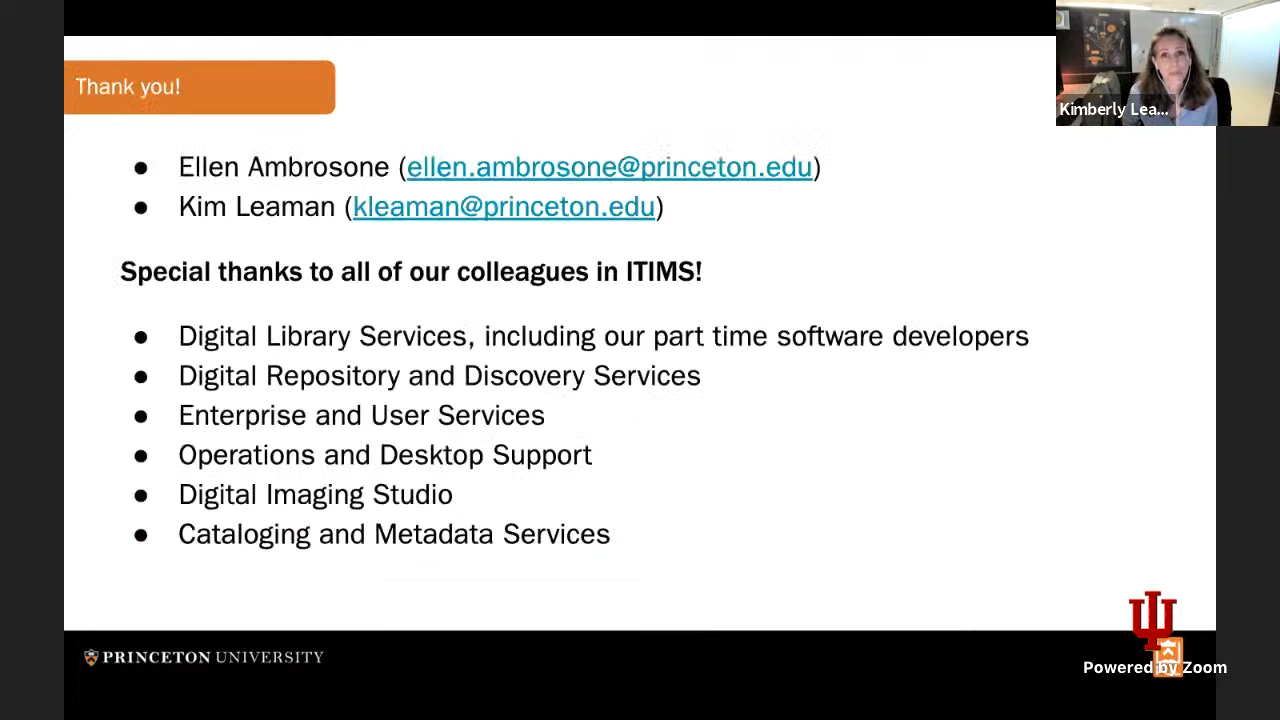 Thank you!
Kimberly Lea...
● Ellen Ambrosone (ellen.ambrosone@princeton.edu)
● Kim Leaman (kleaman@princeton.edu)
Special thanks to all of our colleagues in ITIMS!
● Digital Library Services, including our part time software developers
● Digital Repository and Discovery Services
● Enterprise and User Services
● Operations and Desktop Support
● Digital Imaging Studio
● Cataloging and Metadata Services
PRINCETON UNIVERSITY
Powered by Zoom